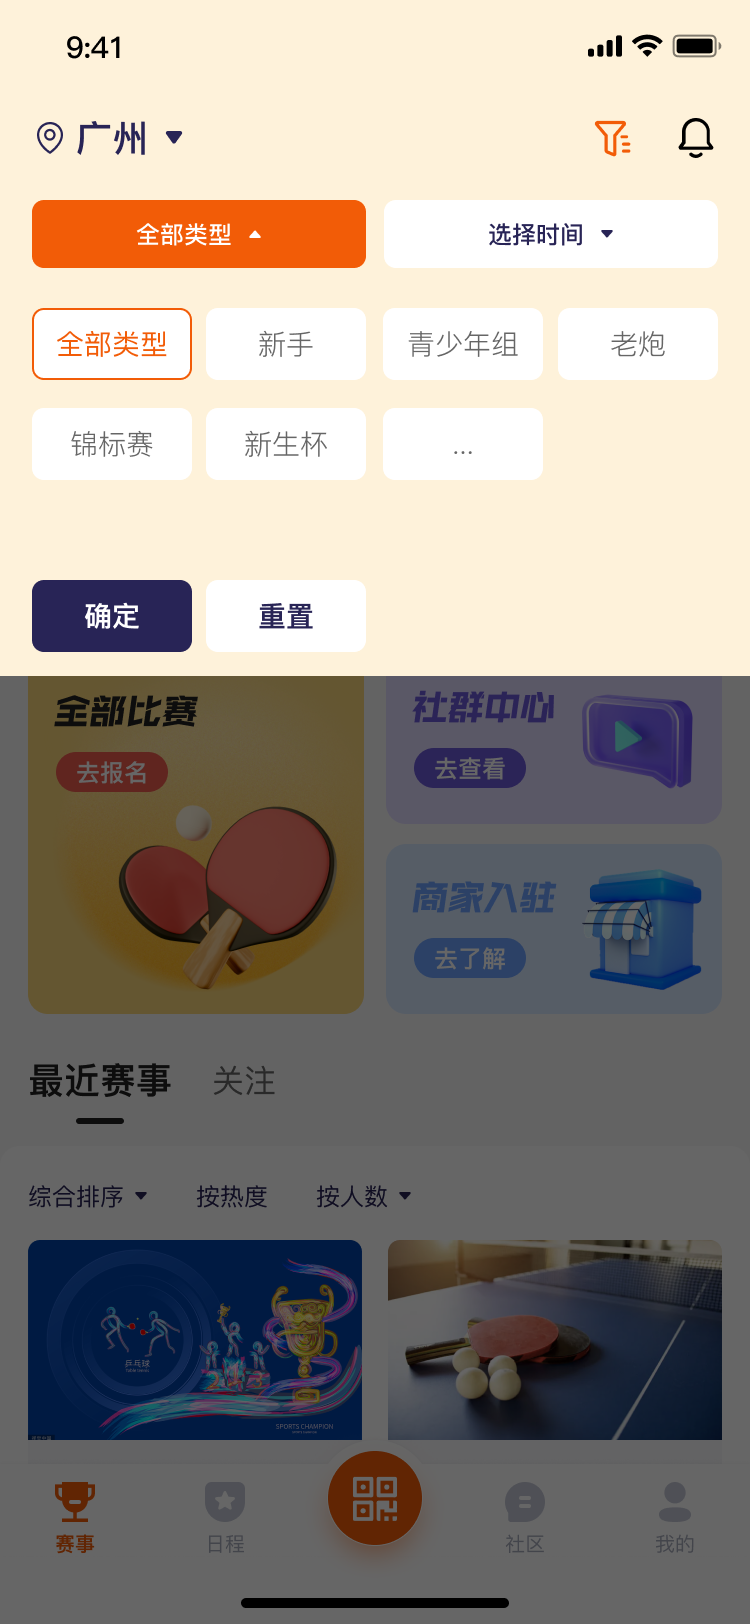 9:41
广州
全部类型
选择时间
全部类型
新手
青少年组
老炮
锦标赛
新生杯
...
确定
重置
全部比赛
去报名
社群中心
去查看
商家入驻
去了解
最近赛事
关注
综合排序
按热度
按人数
乒乓球
SPORTS CHAMPION
赛事
日程
社区
我的